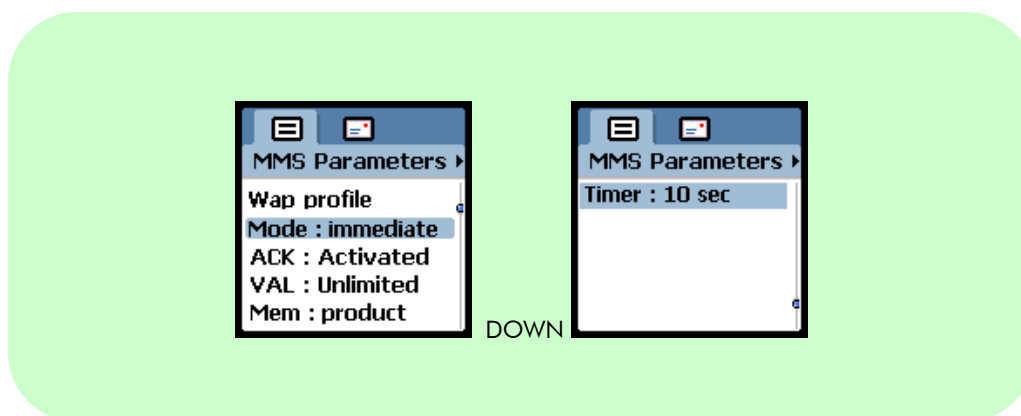 MMS Parameters
Wap profile
Mode : immediate
ACK : Activated
VAL : Unlimited
Mem : product
DOWN
MMS Parameters
Timer : 10 sec